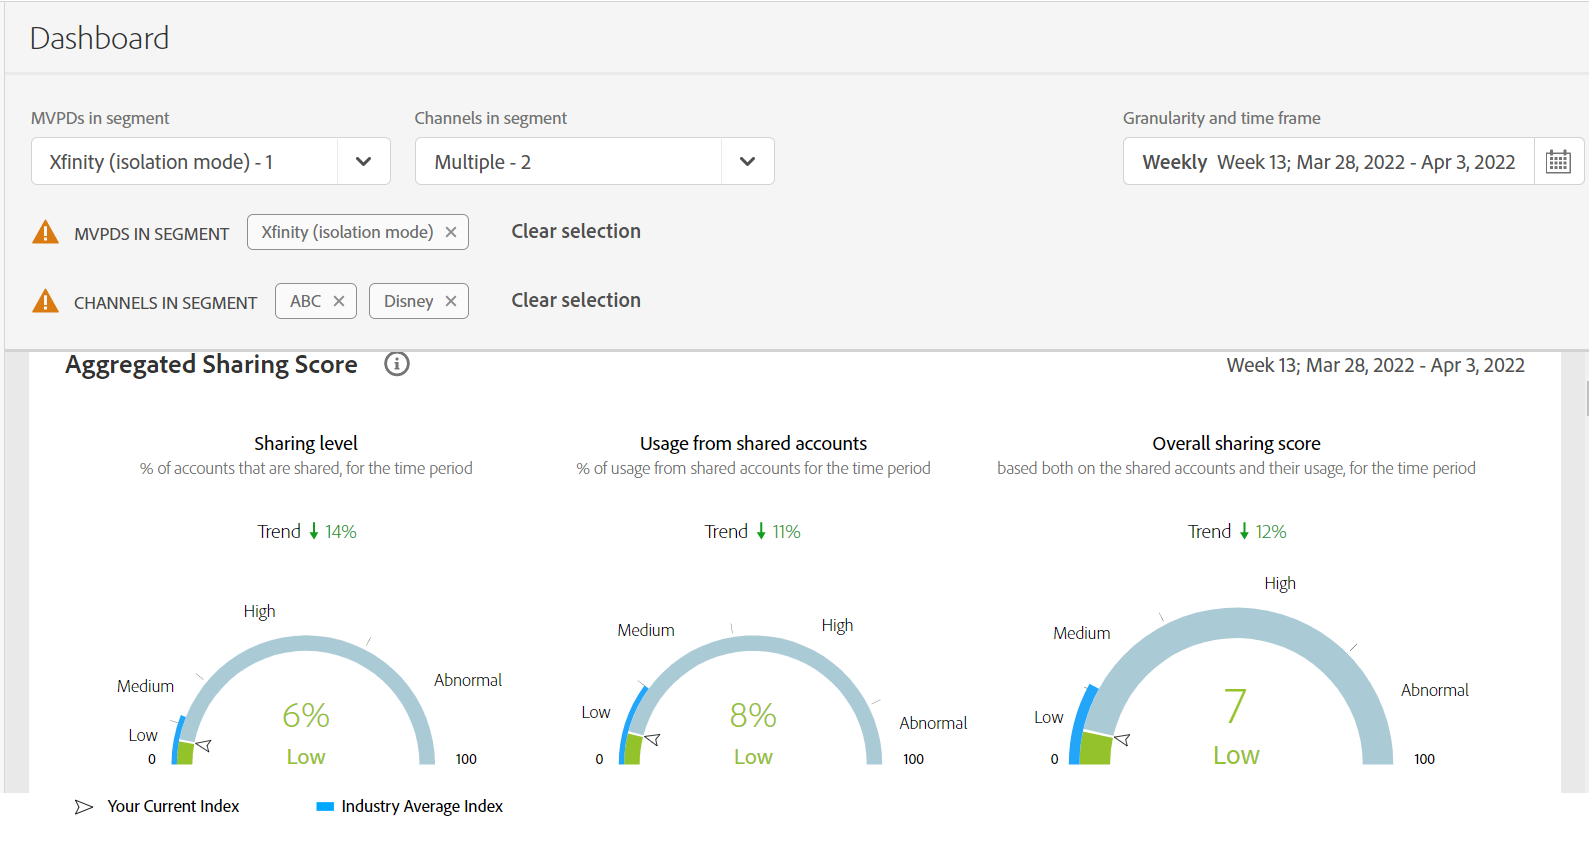 Dashboard
MVPDs in segment
Channels in segment
Granularity and time frame
Xfinity (isolation mode) - 1
Multiple - 2
Weekly Week 13; Mar 28, 2022 - Apr 3, 2022
MVPDS IN SEGMENT Xfinity (isolation mode) × Clear selection
CHANNELS IN SEGMENT ABC × Disney × Clear selection
Aggregated Sharing Score
Week 13; Mar 28, 2022 - Apr 3, 2022
Sharing level
% of accounts that are shared, for the time period
Trend ↓ 14%
High
Medium
Abnormal
Low
6%
Low
0
100
Usage from shared accounts
% of usage from shared accounts for the time period
Trend ↓ 11%
Medium
High
Low
Abnormal
8%
Low
0
100
Overall sharing score
based both on the shared accounts and their usage, for the time period
Trend ↓ 12%
High
Medium
Abnormal
Low
7
Low
0
100
Your Current Index
Industry Average Index